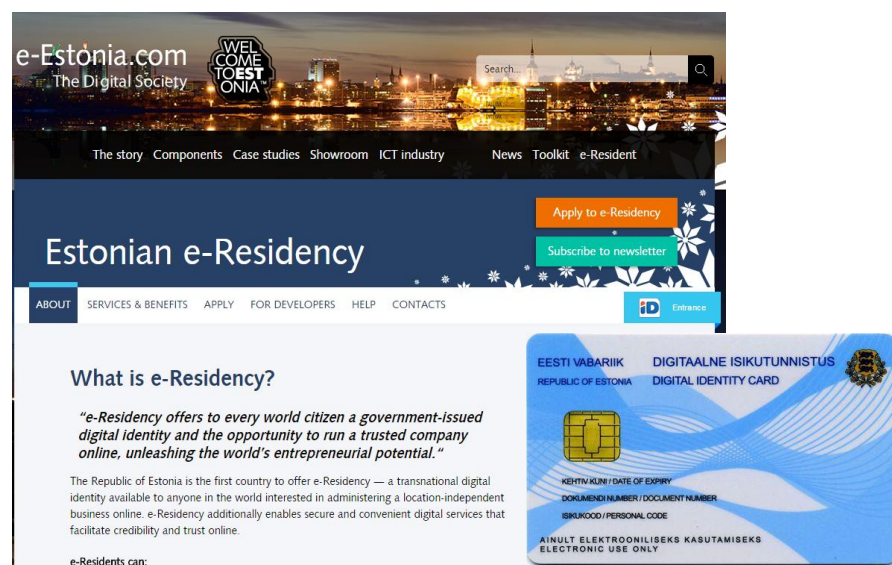 e-Estonia.com
The Digital Society
WEL
COME
TOEST
ONIA™
Search...
The story Components Case studies Showroom ICT industry News Toolkit e-Resident
Apply to e-Residency
Estonian e-Residency
Subscribe to newsletter
ABOUT SERVICES & BENEFITS APPLY FOR DEVELOPERS HELP CONTACTS
iD Entrance
What is e-Residency?
“e-Residency offers to every world citizen a government-issued
digital identity and the opportunity to run a trusted company
online, unleashing the world's entrepreneurial potential.“
The Republic of Estonia is the first country to offer e-Residency — a transnational digital
identity available to anyone in the world interested in administering a location-independent
business online. e-Residency additionally enables secure and convenient digital services that
facilitate credibility and trust online.
e-Residents can:
EESTI VABARIIK DIGITAALNE ISIKUTUNNISTUS
REPUBLIC OF ESTONIA DIGITAL IDENTITY CARD
KEHTIV KUNI / DATE OF EXPIRY
DOKUMENDI NUMBER / DOCUMENT NUMBER
ISIKUKOOD / PERSONAL CODE
AINULT ELEKTROONILISEKS KASUTAMISEKS
ELECTRONIC USE ONLY